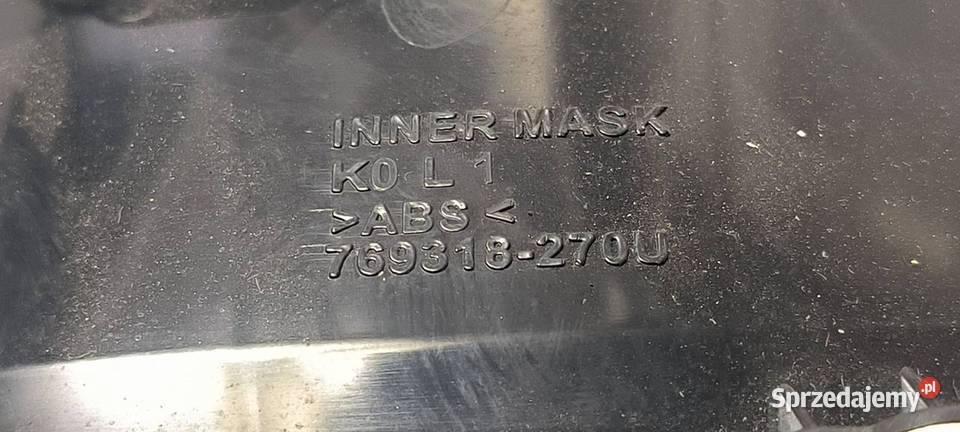 INNER MASK
K0 L 1
>ABS<
769318-270U
Sprzedajemy.pl